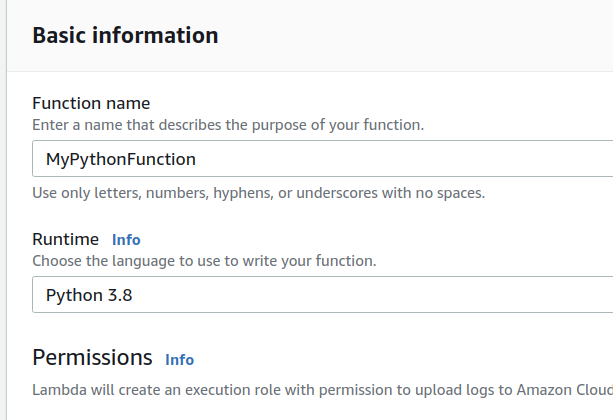 Basic information
Function name
Enter a name that describes the purpose of your function.
MyPythonFunction
Use only letters, numbers, hyphens, or underscores with no spaces.
Runtime Info
Choose the language to use to write your function.
Python 3.8
Permissions Info
Lambda will create an execution role with permission to upload logs to Amazon Cloud